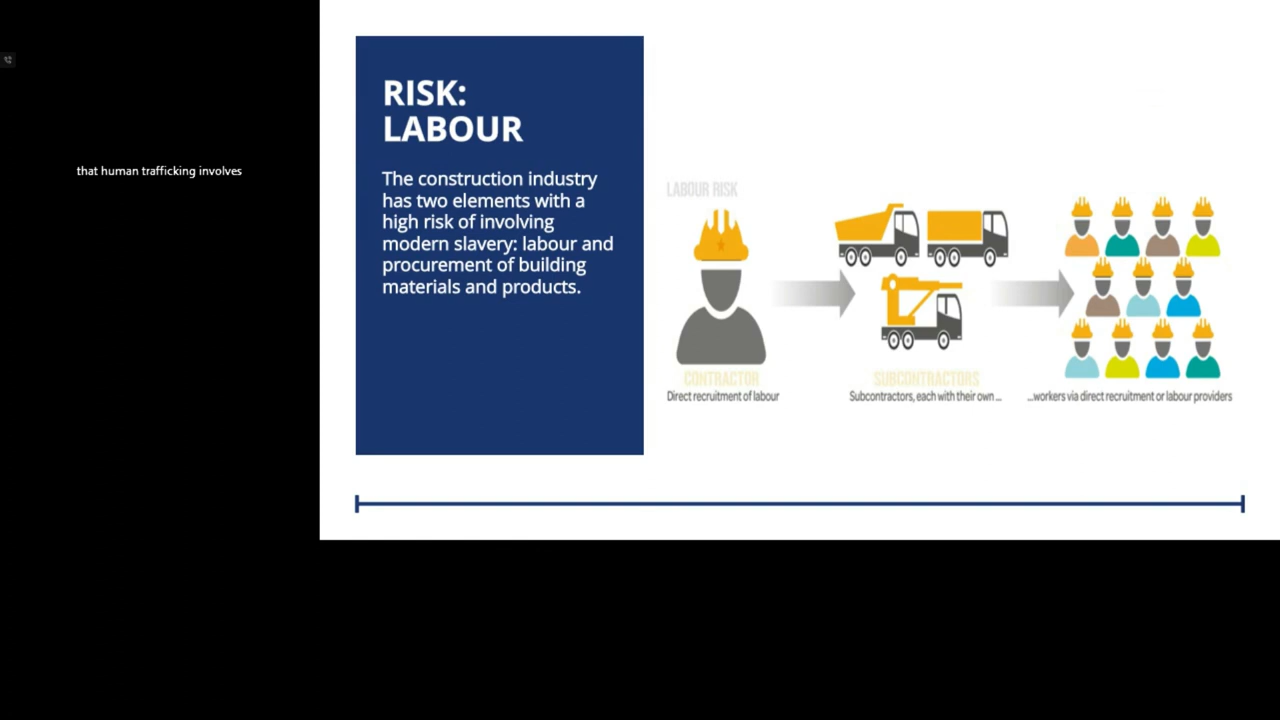 that human trafficking involves
RISK:
LABOUR
The construction industry
has two elements with a
high risk of involving
modern slavery: labour and
procurement of building
materials and products.
LABOUR RISK
CONTRACTOR
Direct recruitment of labour
SUBCONTRACTORS
Subcontractors, each with their own ...
...workers via direct recruitment or labour providers